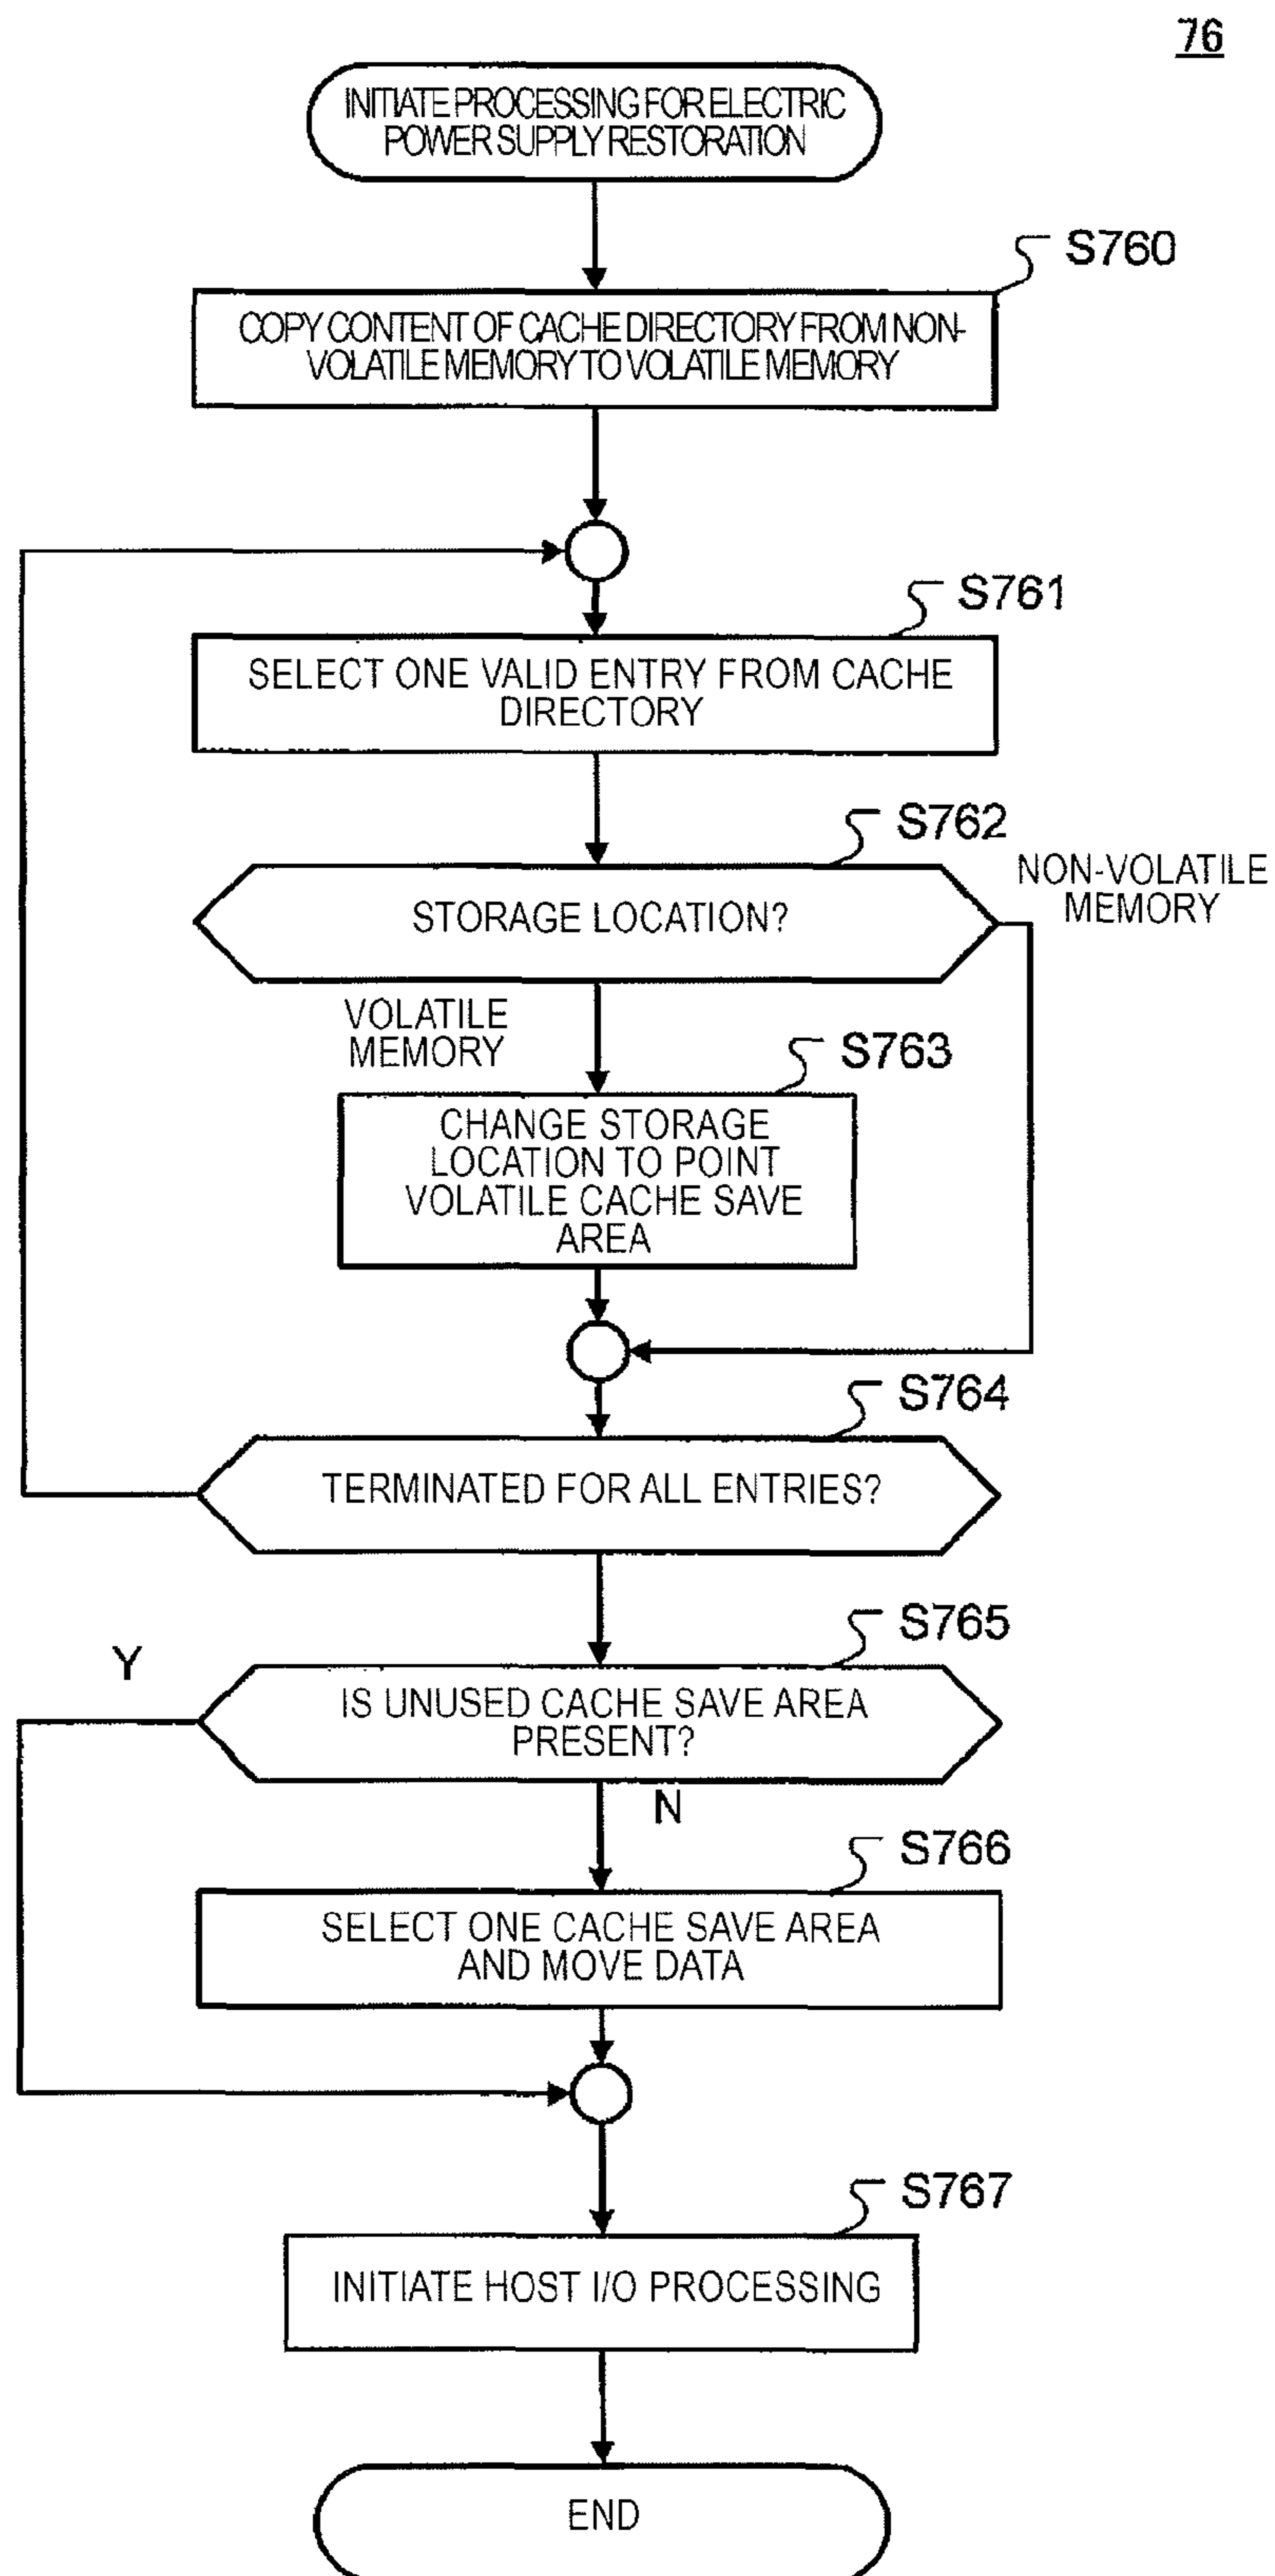 76
INITIATE PROCESSING FOR ELECTRIC
POWER SUPPLY RESTORATION
S760
COPY CONTENT OF CACHE DIRECTORY FROM NON-
VOLATILE MEMORY TO VOLATILE MEMORY
S761
SELECT ONE VALID ENTRY FROM CACHE
DIRECTORY
S762
NON-VOLATILE
MEMORY
STORAGE LOCATION?
VOLATILE
MEMORY
S763
CHANGE STORAGE
LOCATION TO POINT
VOLATILE CACHE SAVE
AREA
S764
TERMINATED FOR ALL ENTRIES?
S765
Y
IS UNUSED CACHE SAVE AREA
PRESENT?
N
S766
SELECT ONE CACHE SAVE AREA
AND MOVE DATA
S767
INITIATE HOST I/O PROCESSING
END